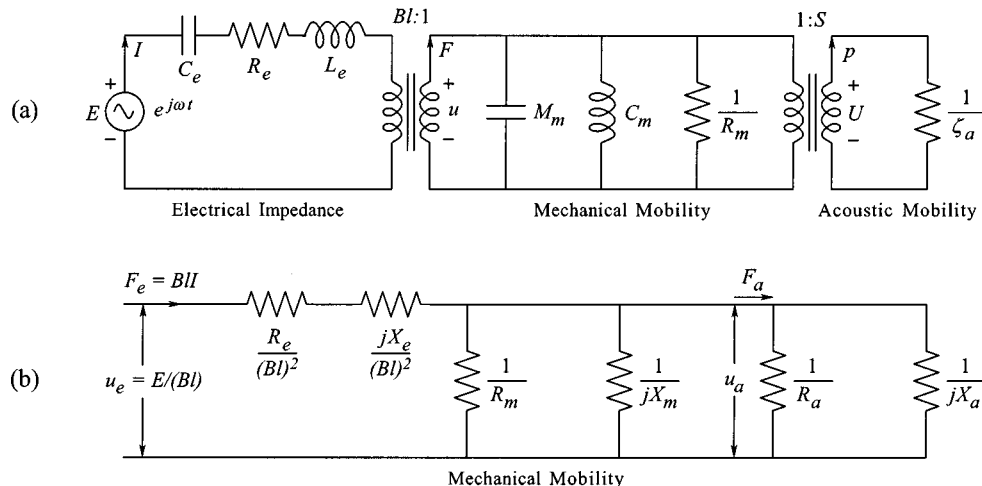 (a)
I
C_e
R_e
L_e
Bl:1
F
1:S
p
+
E
e^{jωt}
−
+
u
−
M_m
C_m
1/R_m
+
U
−
1/ζ_a
Electrical Impedance
Mechanical Mobility
Acoustic Mobility
(b)
F_e = BlI
R_e/(Bl)^2
jX_e/(Bl)^2
F_a
u_e = E/(Bl)
1/R_m
1/jX_m
u_a
1/R_a
1/jX_a
Mechanical Mobility